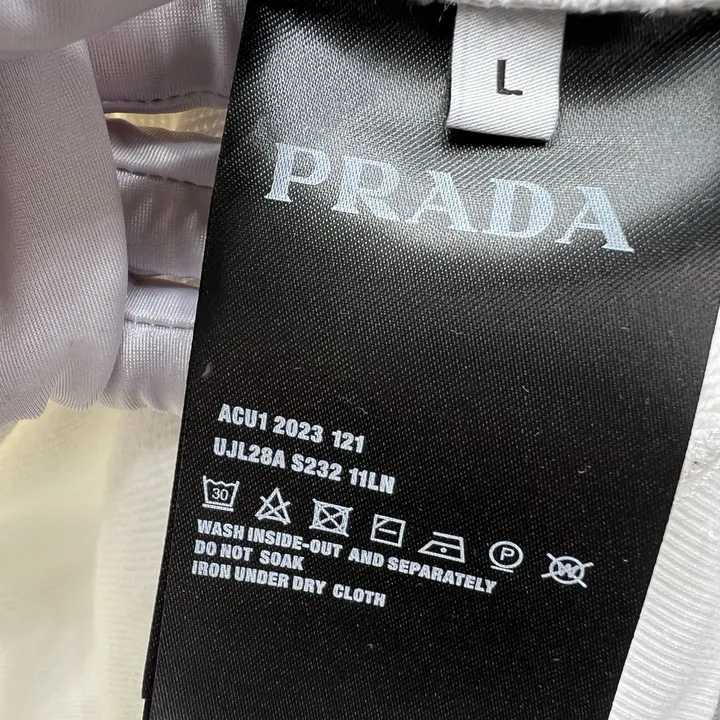 L
PRADA
ACU1 2023 121
UJL28A S232 11LN
30
P
W
WASH INSIDE-OUT AND SEPARATELY
DO NOT SOAK
IRON UNDER DRY CLOTH